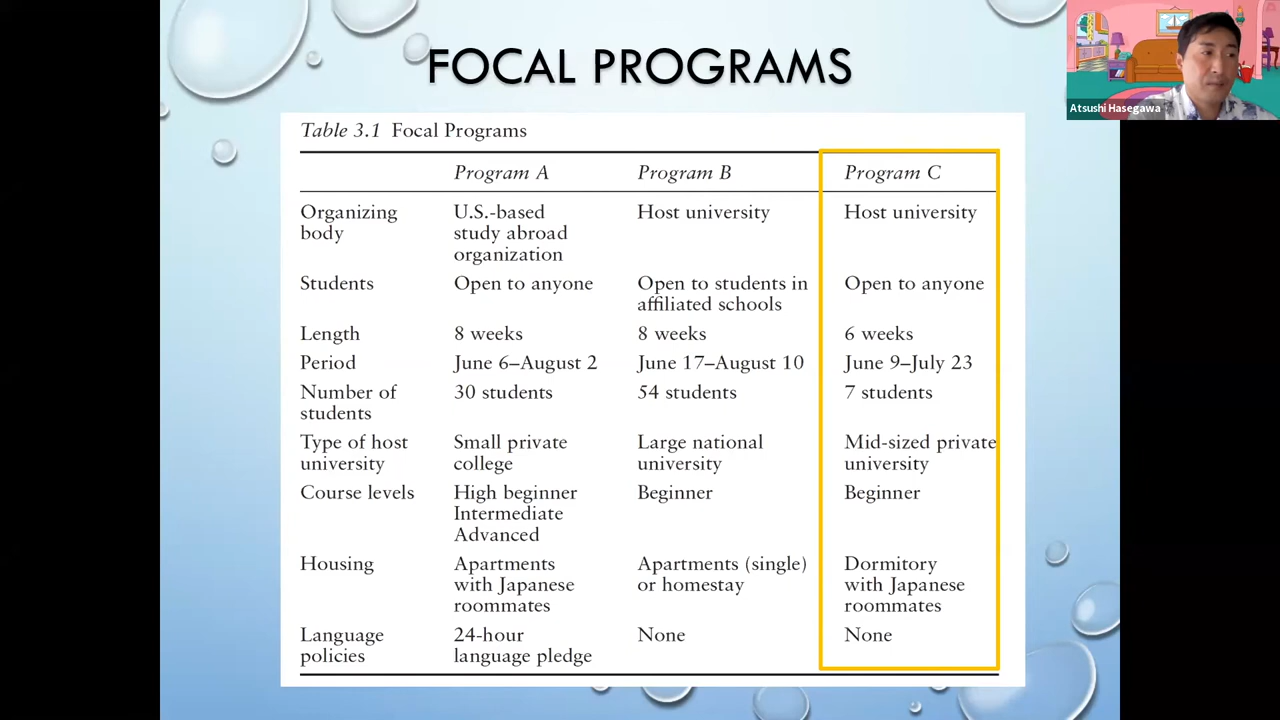 FOCAL PROGRAMS
Atsushi Hasegawa
Table 3.1 Focal Programs
Program A Program B Program C
Organizing body U.S.-based study abroad organization Host university Host university
Students Open to anyone Open to students in affiliated schools Open to anyone
Length 8 weeks 8 weeks 6 weeks
Period June 6–August 2 June 17–August 10 June 9–July 23
Number of students 30 students 54 students 7 students
Type of host university Small private college Large national university Mid-sized private university
Course levels High beginner Intermediate Advanced Beginner Beginner
Housing Apartments with Japanese roommates Apartments (single) or homestay Dormitory with Japanese roommates
Language policies 24-hour language pledge None None